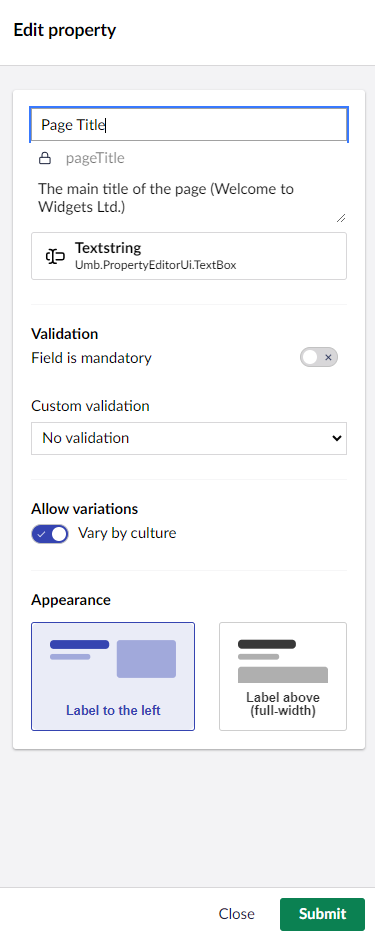 Edit property
Page Title
pageTitle
The main title of the page (Welcome to
Widgets Ltd.)
Textstring
Umb.PropertyEditorUi.TextBox
Validation
Field is mandatory
Custom validation
No validation
Allow variations
Vary by culture
Appearance
Label to the left
Label above
(full-width)
Close
Submit